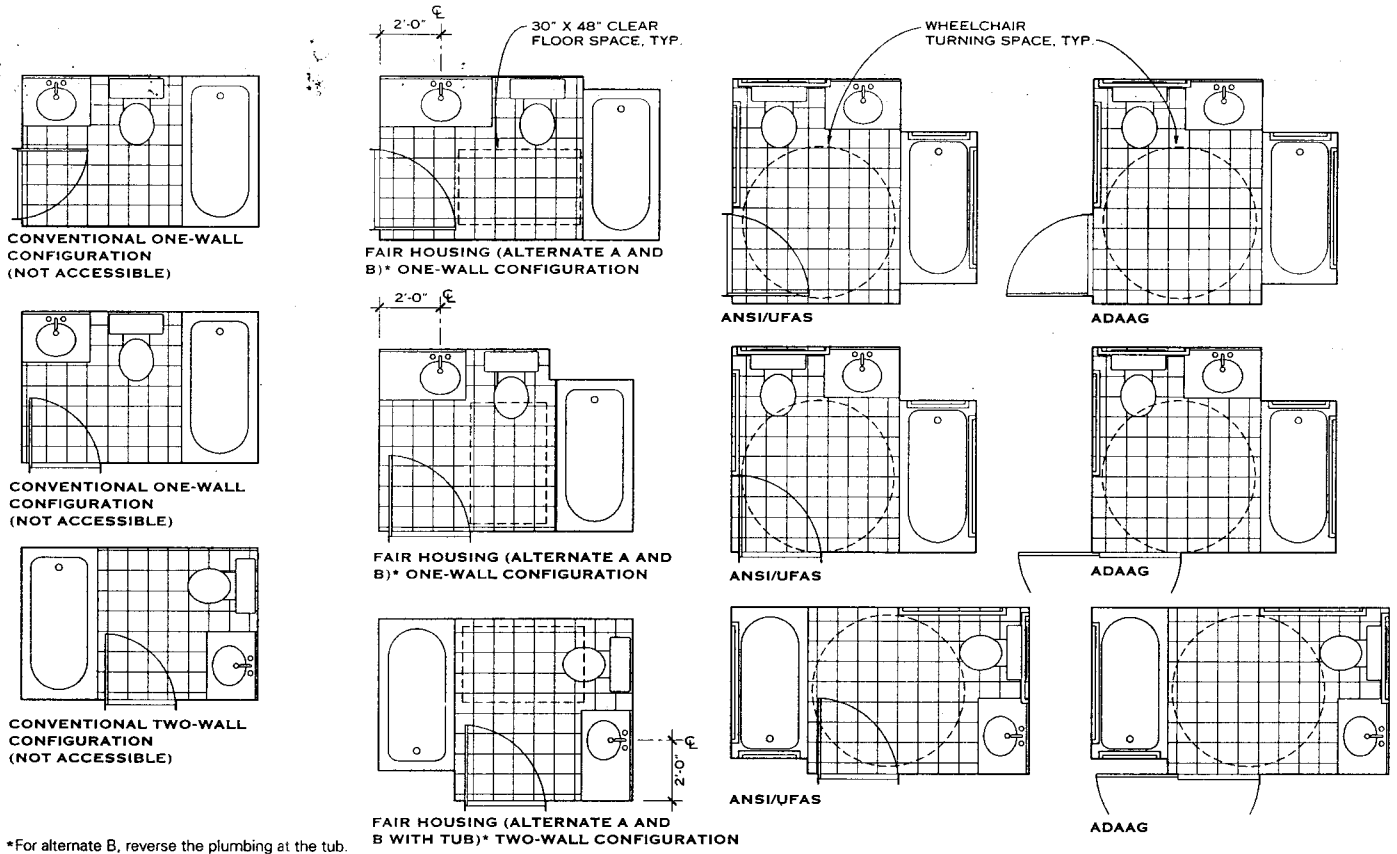 2'-0"
℄
30" X 48" CLEAR
FLOOR SPACE, TYP.
WHEELCHAIR
TURNING SPACE, TYP.
CONVENTIONAL ONE-WALL
CONFIGURATION
(NOT ACCESSIBLE)
FAIR HOUSING (ALTERNATE A AND
B)* ONE-WALL CONFIGURATION
ANSI/UFAS
ADAAG
2'-0"
℄
CONVENTIONAL ONE-WALL
CONFIGURATION
(NOT ACCESSIBLE)
FAIR HOUSING (ALTERNATE A AND
B)* ONE-WALL CONFIGURATION
ANSI/UFAS
ADAAG
CONVENTIONAL TWO-WALL
CONFIGURATION
(NOT ACCESSIBLE)
℄
2'-0"
FAIR HOUSING (ALTERNATE A AND
B WITH TUB)* TWO-WALL CONFIGURATION
ANSI/UFAS
ADAAG
*For alternate B, reverse the plumbing at the tub.